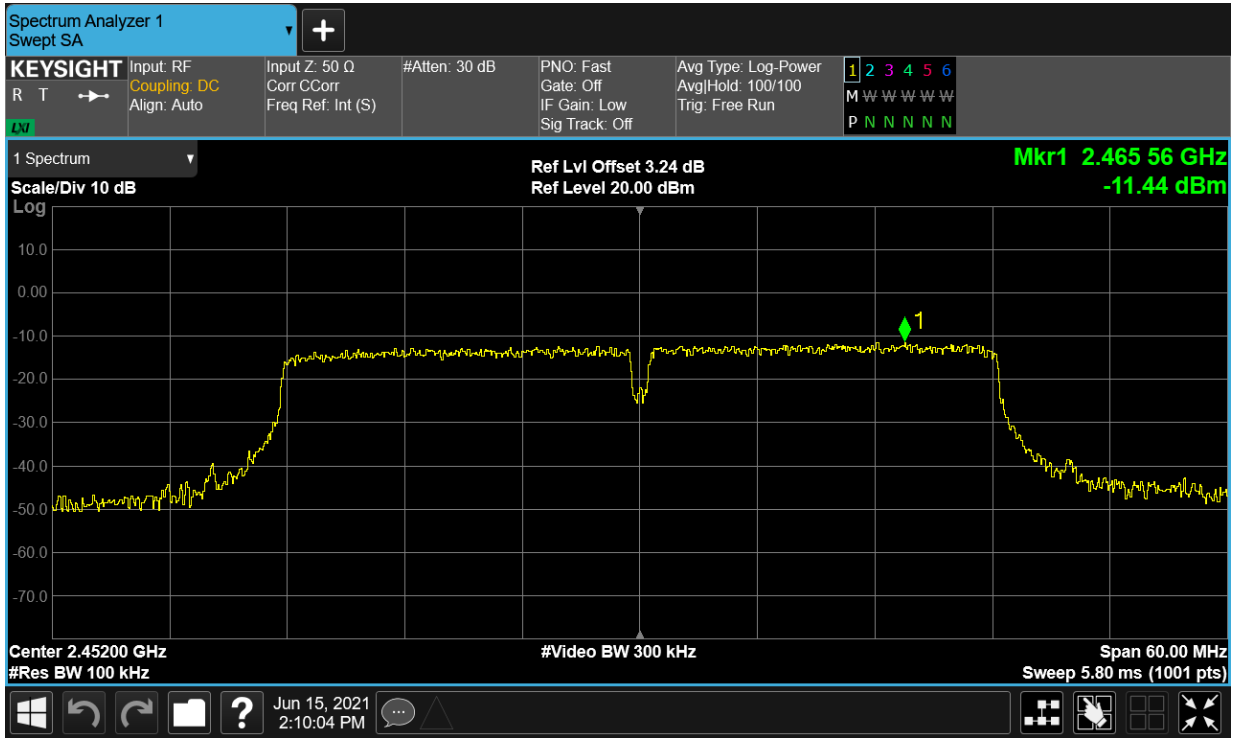 Spectrum Analyzer 1
Swept SA
KEYSIGHT
R T
LXI
Input: RF
Coupling: DC
Align: Auto
Input Z: 50 Ω
Corr CCorr
Freq Ref: Int (S)
#Atten: 30 dB
PNO: Fast
Gate: Off
IF Gain: Low
Sig Track: Off
Avg Type: Log-Power
Avg|Hold: 100/100
Trig: Free Run
1 2 3 4 5 6
M W W W W W
P N N N N N
1 Spectrum
Scale/Div 10 dB
Log
Ref Lvl Offset 3.24 dB
Ref Level 20.00 dBm
Mkr1 2.465 56 GHz
-11.44 dBm
10.0
0.00
-10.0
-20.0
-30.0
-40.0
-50.0
-60.0
-70.0
1
Center 2.45200 GHz
#Res BW 100 kHz
#Video BW 300 kHz
Span 60.00 MHz
Sweep 5.80 ms (1001 pts)
?
Jun 15, 2021
2:10:04 PM